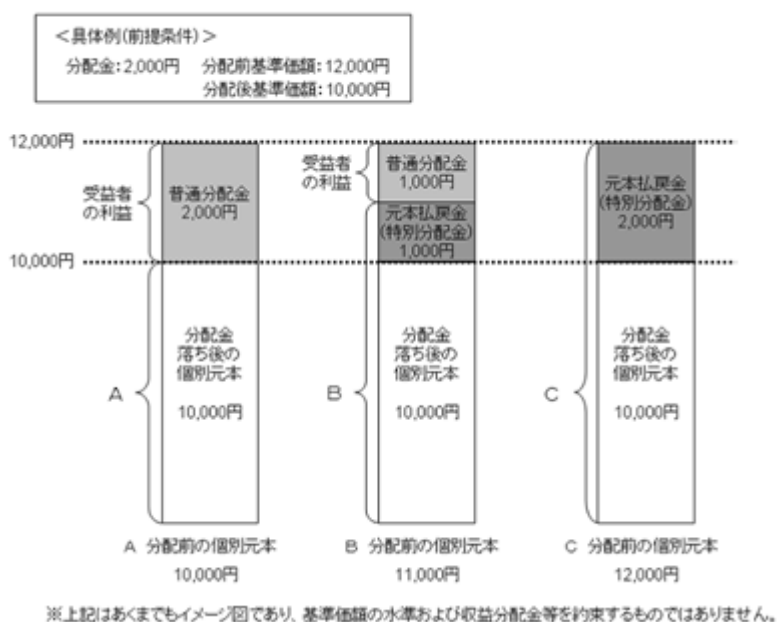 ＜具体例(前提条件)＞
分配金：2,000円　分配前基準価額：12,000円
分配後基準価額：10,000円
12,000円
受益者
の利益
普通分配金
2,000円
受益者
の利益
普通分配金
1,000円
元本払戻金
(特別分配金)
1,000円
元本払戻金
(特別分配金)
2,000円
10,000円
A
分配金
落ち後の
個別元本
10,000円
B
分配金
落ち後の
個別元本
10,000円
C
分配金
落ち後の
個別元本
10,000円
A 分配前の個別元本
10,000円
B 分配前の個別元本
11,000円
C 分配前の個別元本
12,000円
※上記はあくまでもイメージ図であり、基準価額の水準および収益分配金等を約束するものではありません。